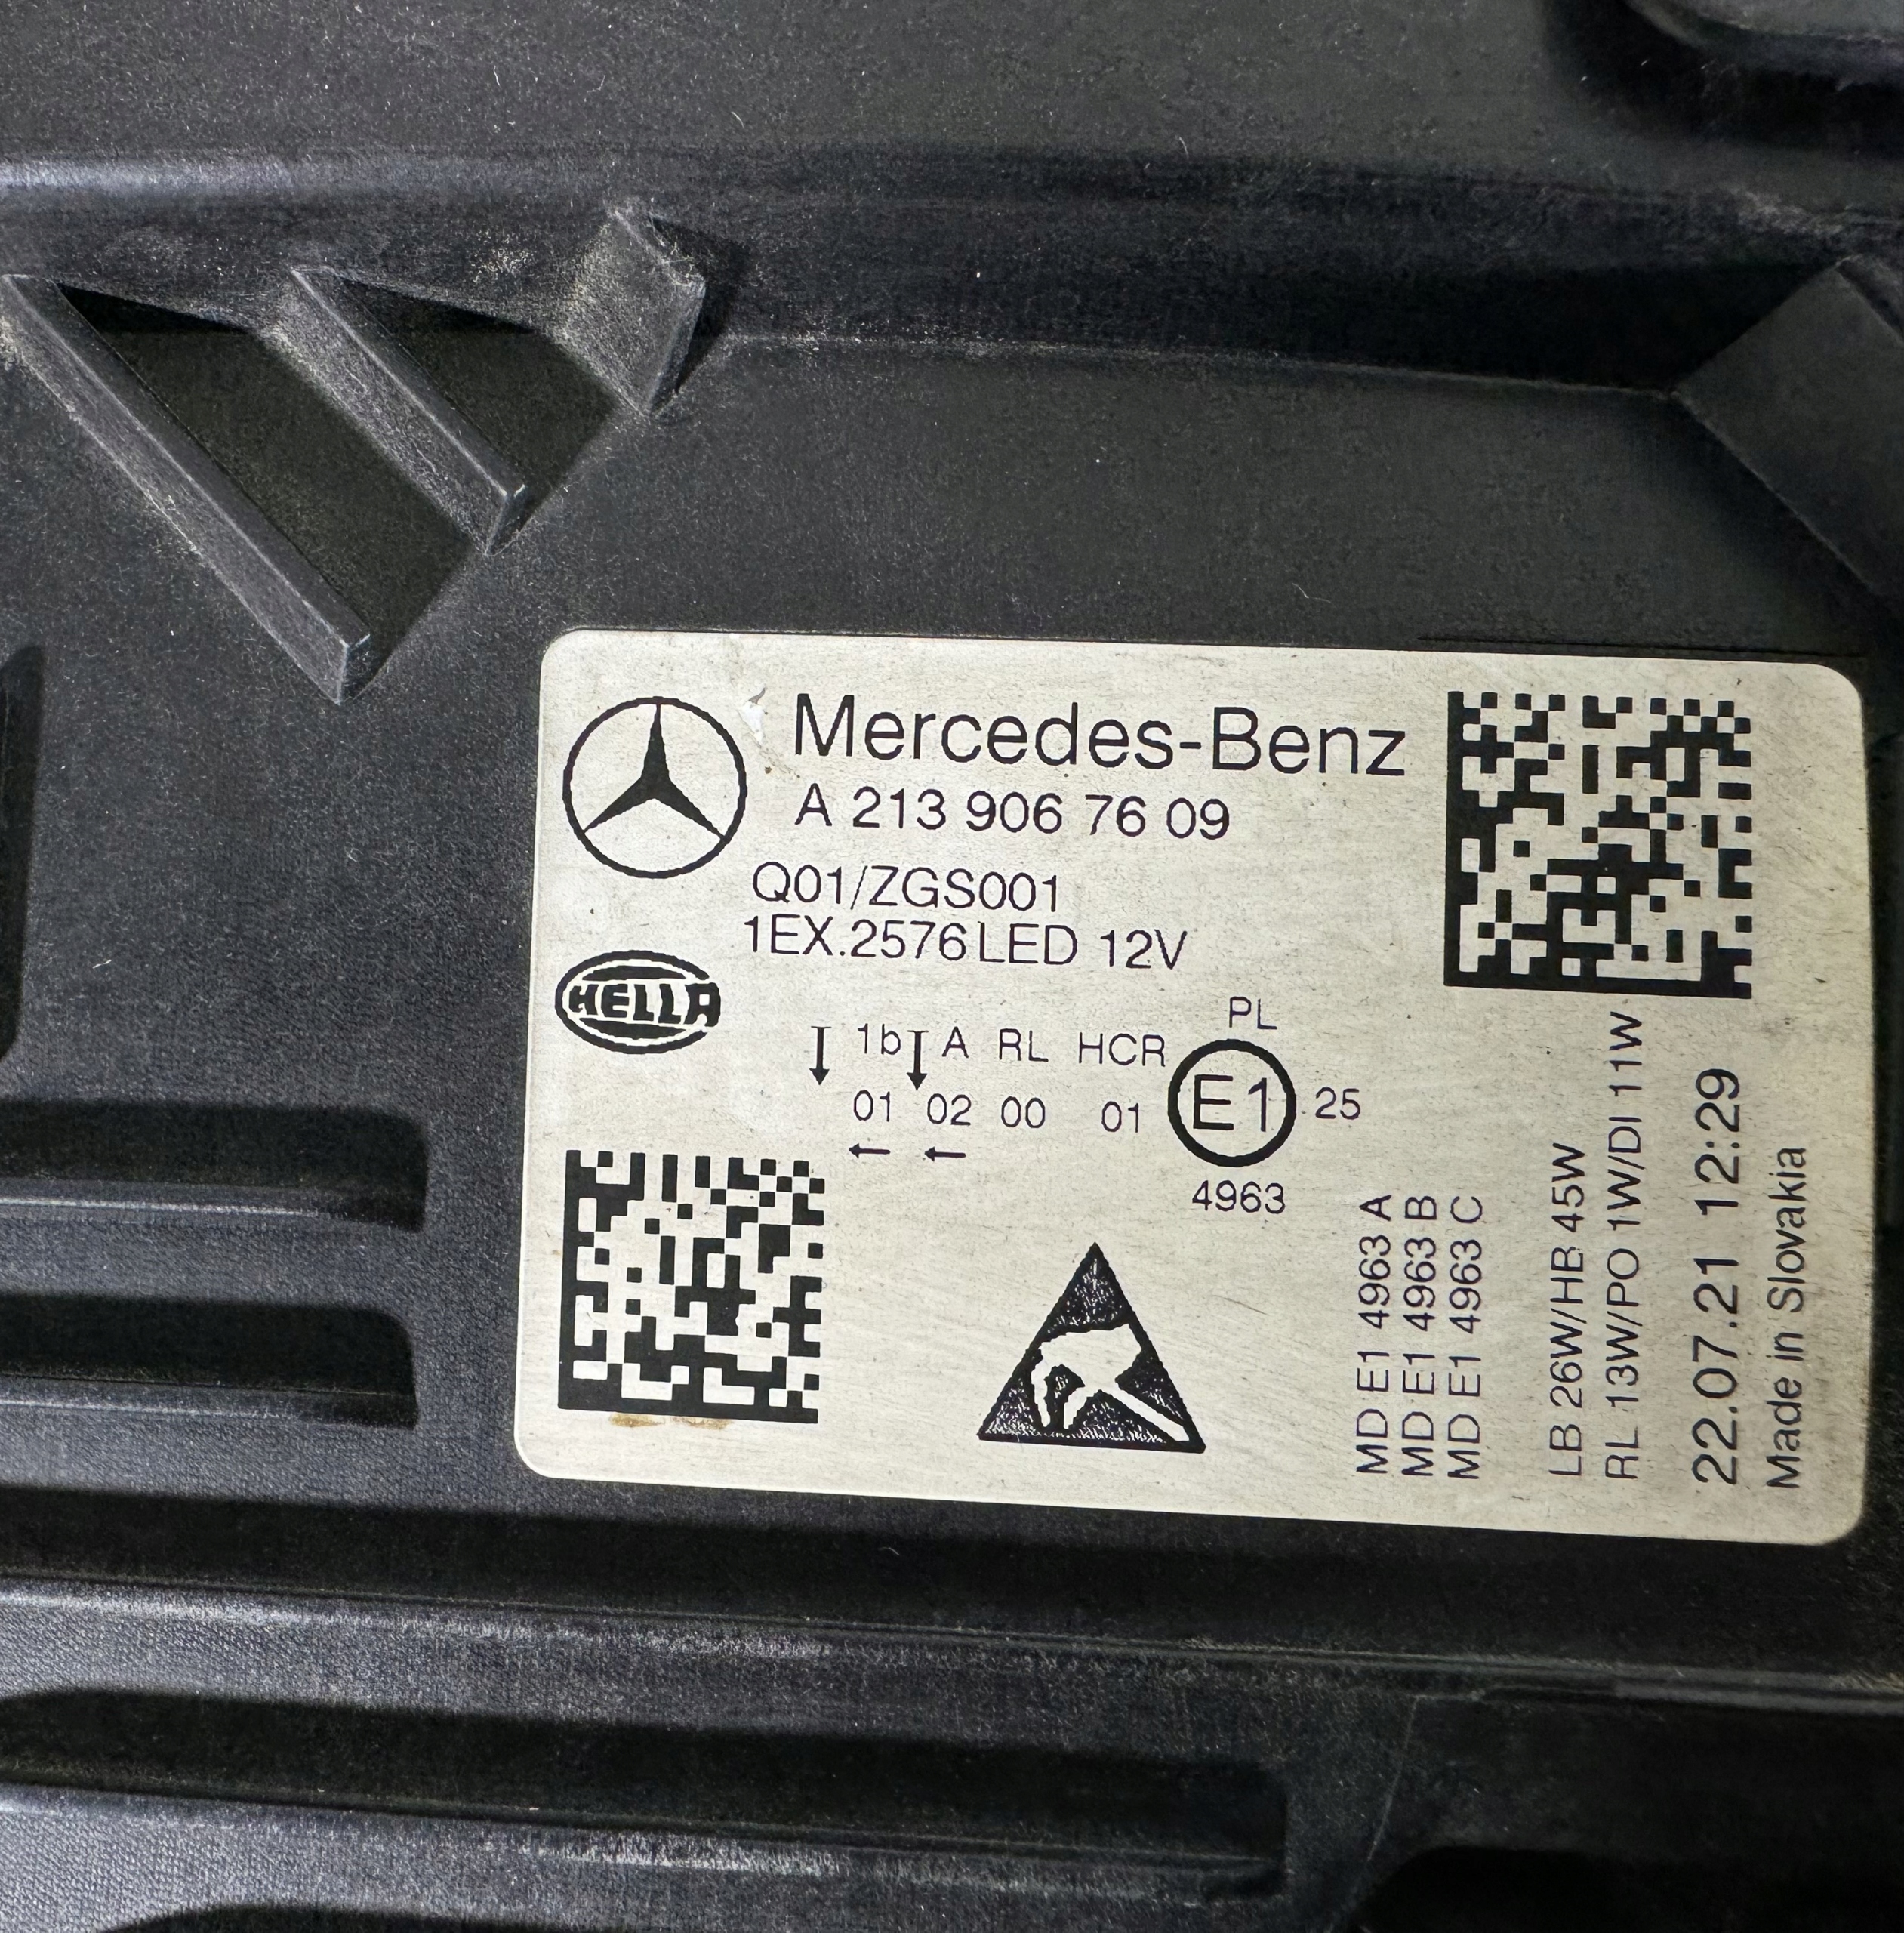 Mercedes-Benz
A 213 906 76 09
Q01/ZGS001
1EX.2576 LED 12V
HELLA
PL
1b A RL HCR
01 02 00 01 E1 25
← ←
4963
MD E1 4963 A
MD E1 4963 B
MD E1 4963 C
LB 26W/HB 45W
RL 13W/PO 1W/DI 11W
22.07.21 12:29
Made in Slovakia